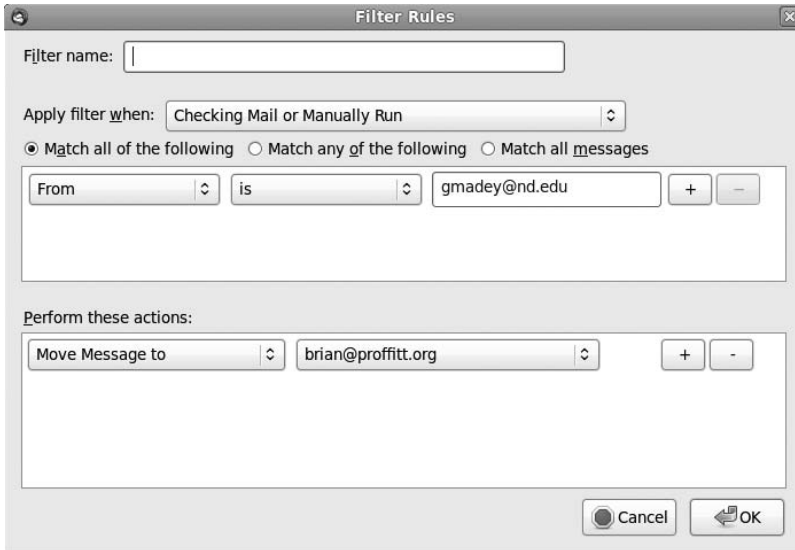 Filter Rules
Filter name:
Apply filter when: Checking Mail or Manually Run
Match all of the following Match any of the following Match all messages
From is gmadey@nd.edu + –
Perform these actions:
Move Message to brian@proffitt.org + -
Cancel OK